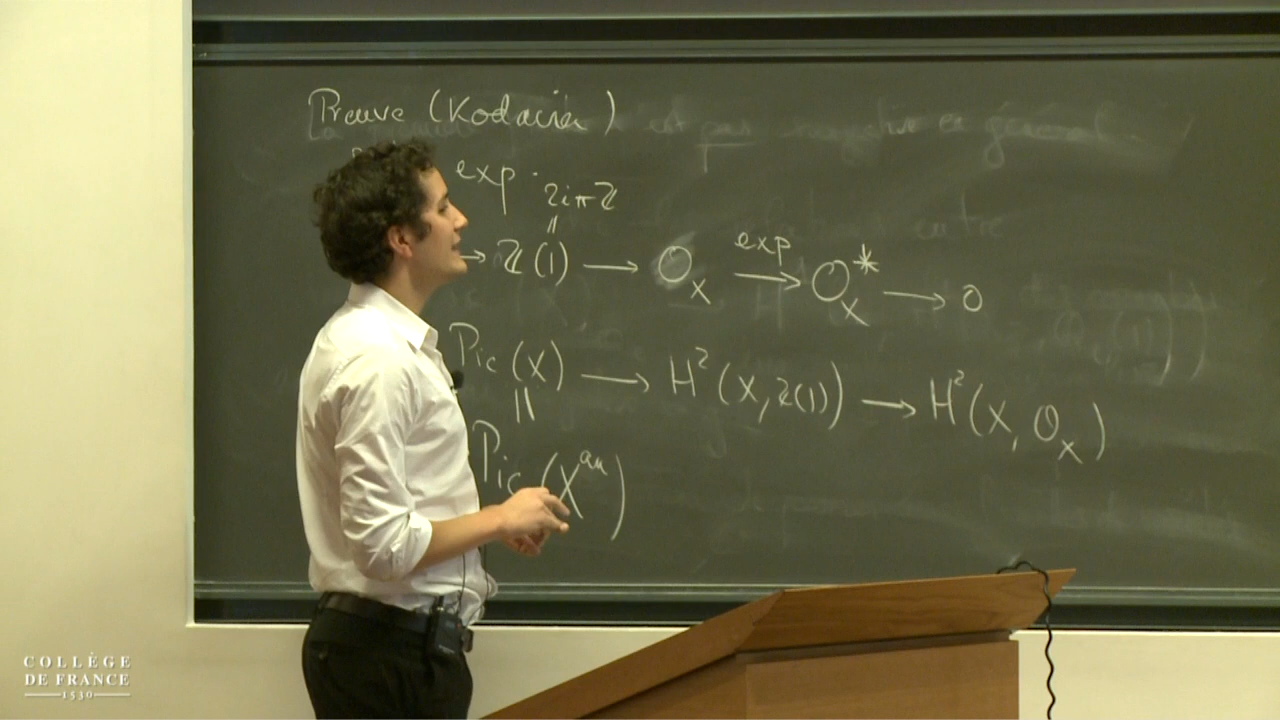 Preuve (Kodaira)
exp.
2iπℤ
||
→ ℤ(1) ⟶ O_X —exp→ O_X^* ⟶ 0
Pic(X) ⟶ H²(X, ℤ(1)) ⟶ H²(X, O_X)
||
Pic(X^an)
COLLÈGE
DE FRANCE
1530